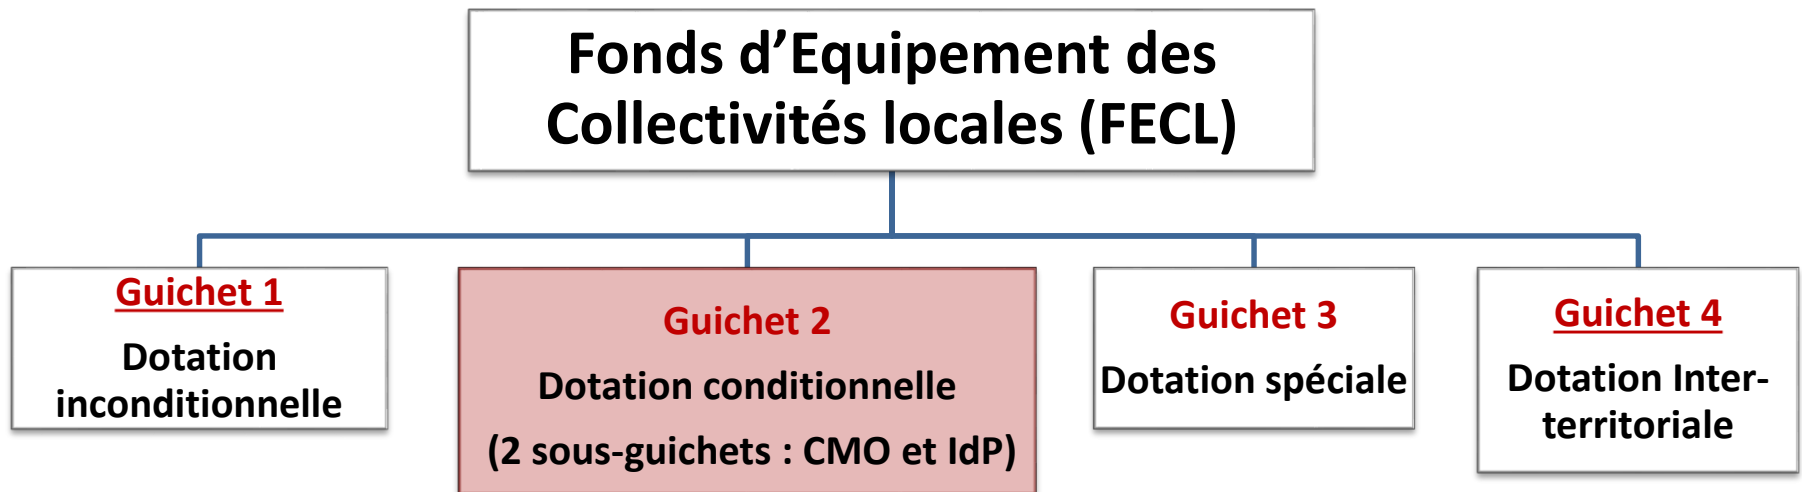 Fonds d’Equipement des
Collectivités locales (FECL)
Guichet 1
Dotation
inconditionnelle
Guichet 2
Dotation conditionnelle
(2 sous-guichets : CMO et IdP)
Guichet 3
Dotation spéciale
Guichet 4
Dotation Inter-
territoriale